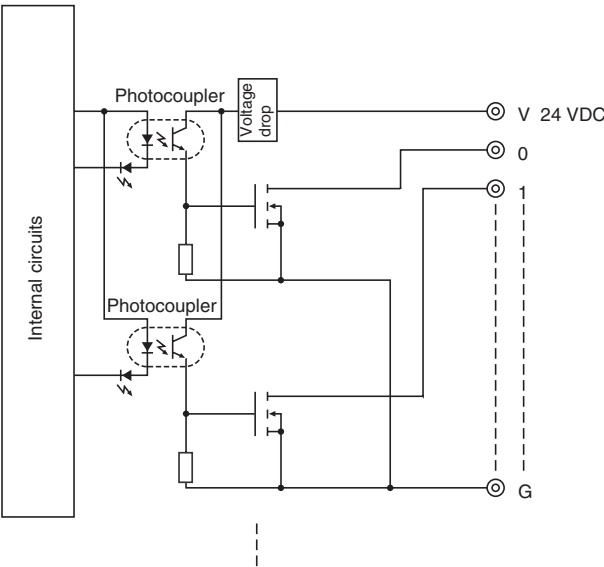 Photocoupler
Voltage
drop
V 24 VDC
0
1
Internal circuits
Photocoupler
G